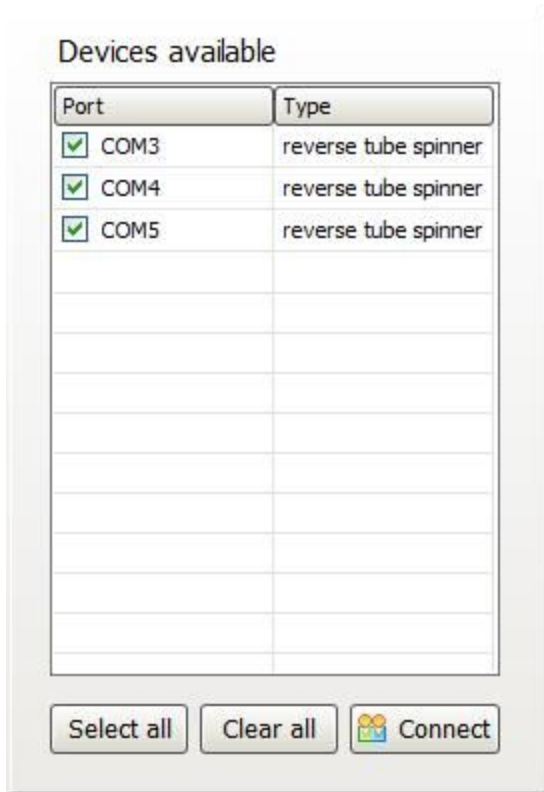 Devices available
Port Type
COM3 reverse tube spinner
COM4 reverse tube spinner
COM5 reverse tube spinner
Select all Clear all Connect